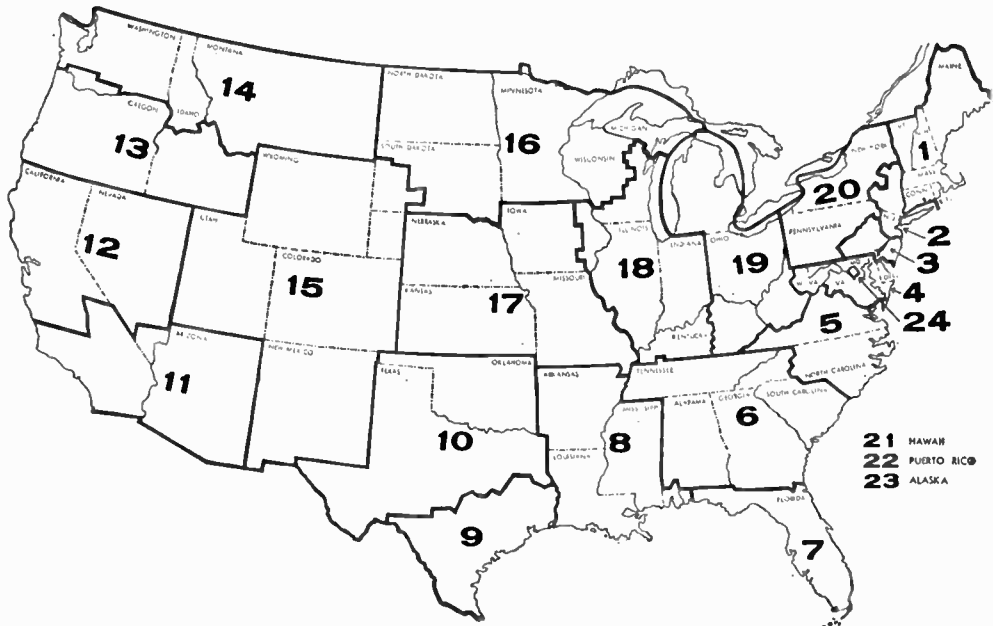 WASHINGTON
MONTANA
NORTH DAKOTA
MINNESOTA
MAINE
14
OREGON
IDAHO
13
MICHIGAN
16
VT
1
NEW YORK
SOUTH DAKOTA
WYOMING
WISCONSIN
MASS
CONN
20
CALIFORNIA
NEVADA
UTAH
NEBRASKA
IOWA
ILLINOIS
INDIANA
OHIO
PENNSYLVANIA
2
12
COLORADO
18
19
3
15
KANSAS
MISSOURI
W. VA
VA
4
17
5
24
ARIZONA
NEW MEXICO
OKLAHOMA
KENTUCKY
11
TEXAS
ARKANSAS
TENNESSEE
NORTH CAROLINA
MISSISSIPPI
ALABAMA
GEORGIA
SOUTH CAROLINA
6
10
8
21 HAWAII
LOUISIANA
22 PUERTO RICO
23 ALASKA
FLORIDA
9
7